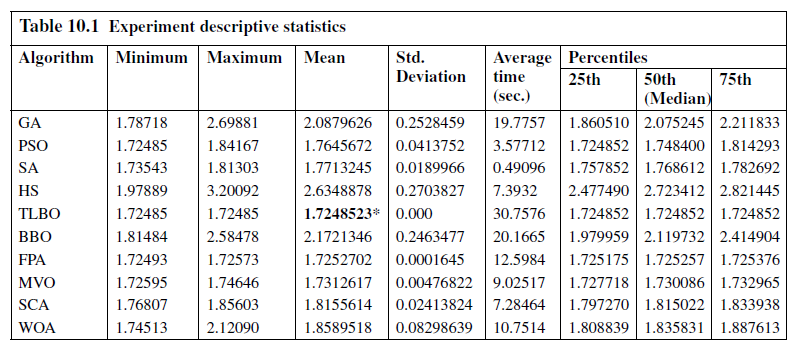 Table 10.1 Experiment descriptive statistics
Algorithm Minimum Maximum Mean Std. Deviation Average time (sec.) Percentiles
25th 50th (Median) 75th
GA 1.78718 2.69881 2.0879626 0.2528459 19.7757 1.860510 2.075245 2.211833
PSO 1.72485 1.84167 1.7645672 0.0413752 3.57712 1.724852 1.748400 1.814293
SA 1.73543 1.81303 1.7713245 0.0189966 0.49096 1.757852 1.768612 1.782692
HS 1.97889 3.20092 2.6348878 0.2703827 7.3932 2.477490 2.723412 2.821445
TLBO 1.72485 1.72485 1.7248523* 0.000 30.7576 1.724852 1.724852 1.724852
BBO 1.81484 2.58478 2.1721346 0.2463477 20.1665 1.979959 2.119732 2.414904
FPA 1.72493 1.72573 1.7252702 0.0001645 12.5984 1.725175 1.725257 1.725376
MVO 1.72595 1.74646 1.7312617 0.00476822 9.02517 1.727718 1.730086 1.732965
SCA 1.76807 1.85603 1.8155614 0.02413824 7.28464 1.797270 1.815022 1.833938
WOA 1.74513 2.12090 1.8589518 0.08298639 10.7514 1.808839 1.835831 1.887613